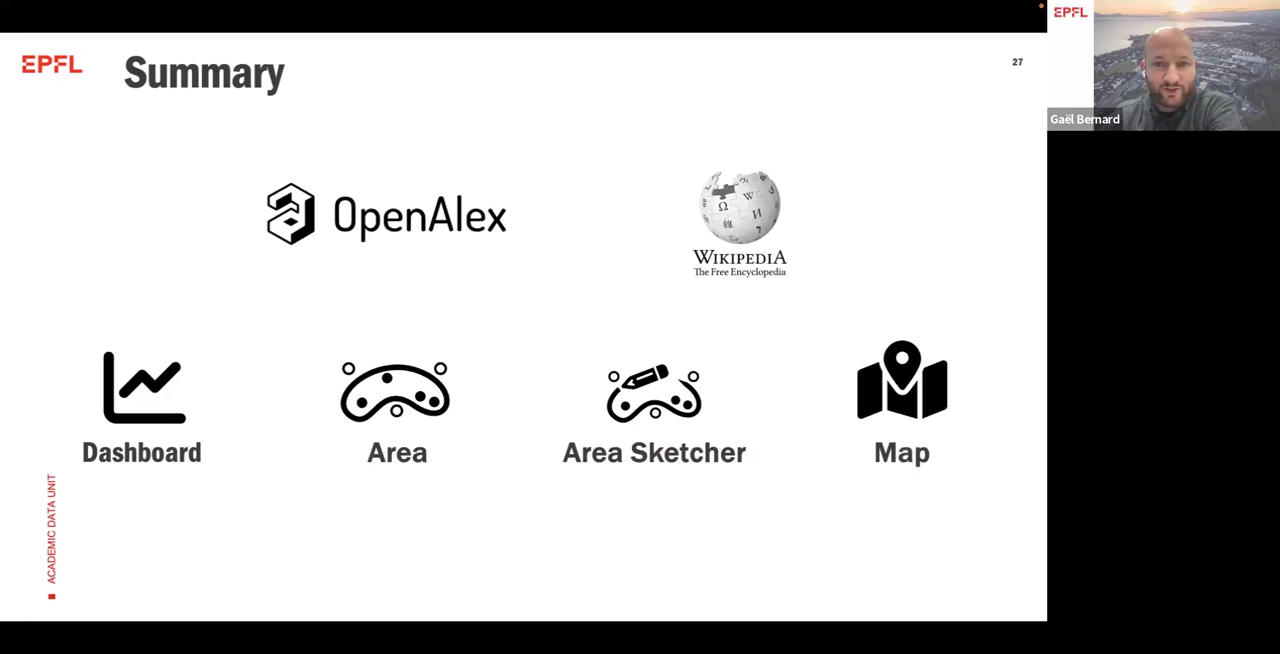 EPFL
Summary
27
EPFL
Gaël Bernard
OpenAlex
Ω W И 維
WIKIPEDIA
The Free Encyclopedia
Dashboard
Area
Area Sketcher
Map
ACADEMIC DATA UNIT